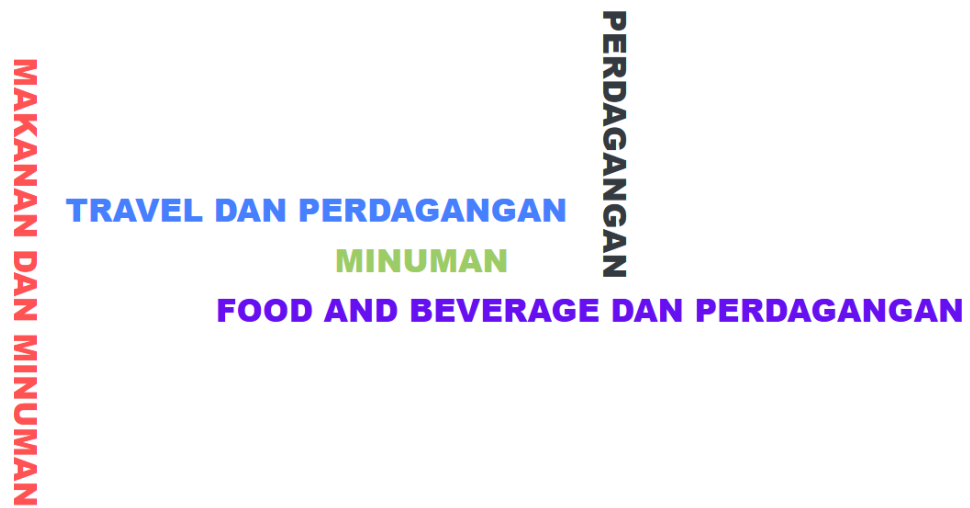 MAKANAN DAN MINUMAN
PERDAGANGAN
TRAVEL DAN PERDAGANGAN
MINUMAN
FOOD AND BEVERAGE DAN PERDAGANGAN